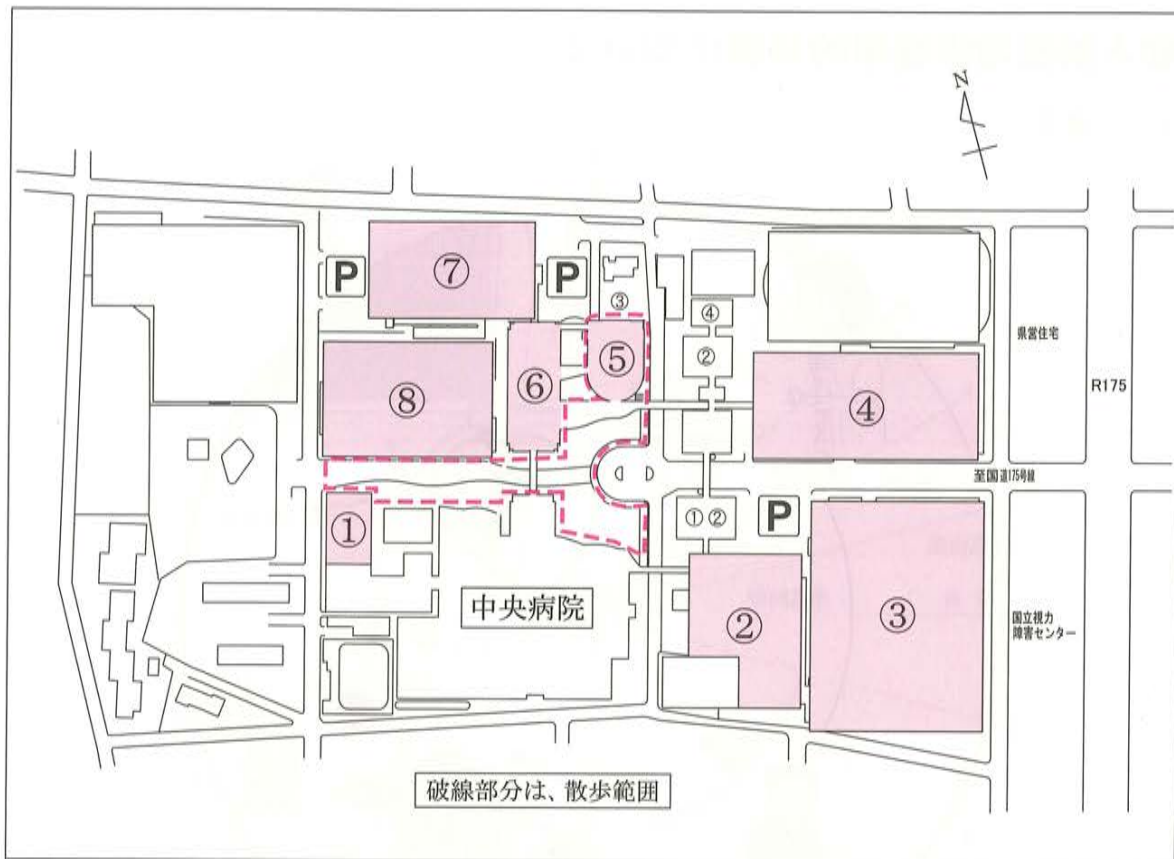 N
P
⑦
P
③
④
県営住宅
⑤
②
⑥
R175
⑧
④
至国道175号線
①
① ②
P
中央病院
②
③
国立視力
障害センター
破線部分は、散歩範囲